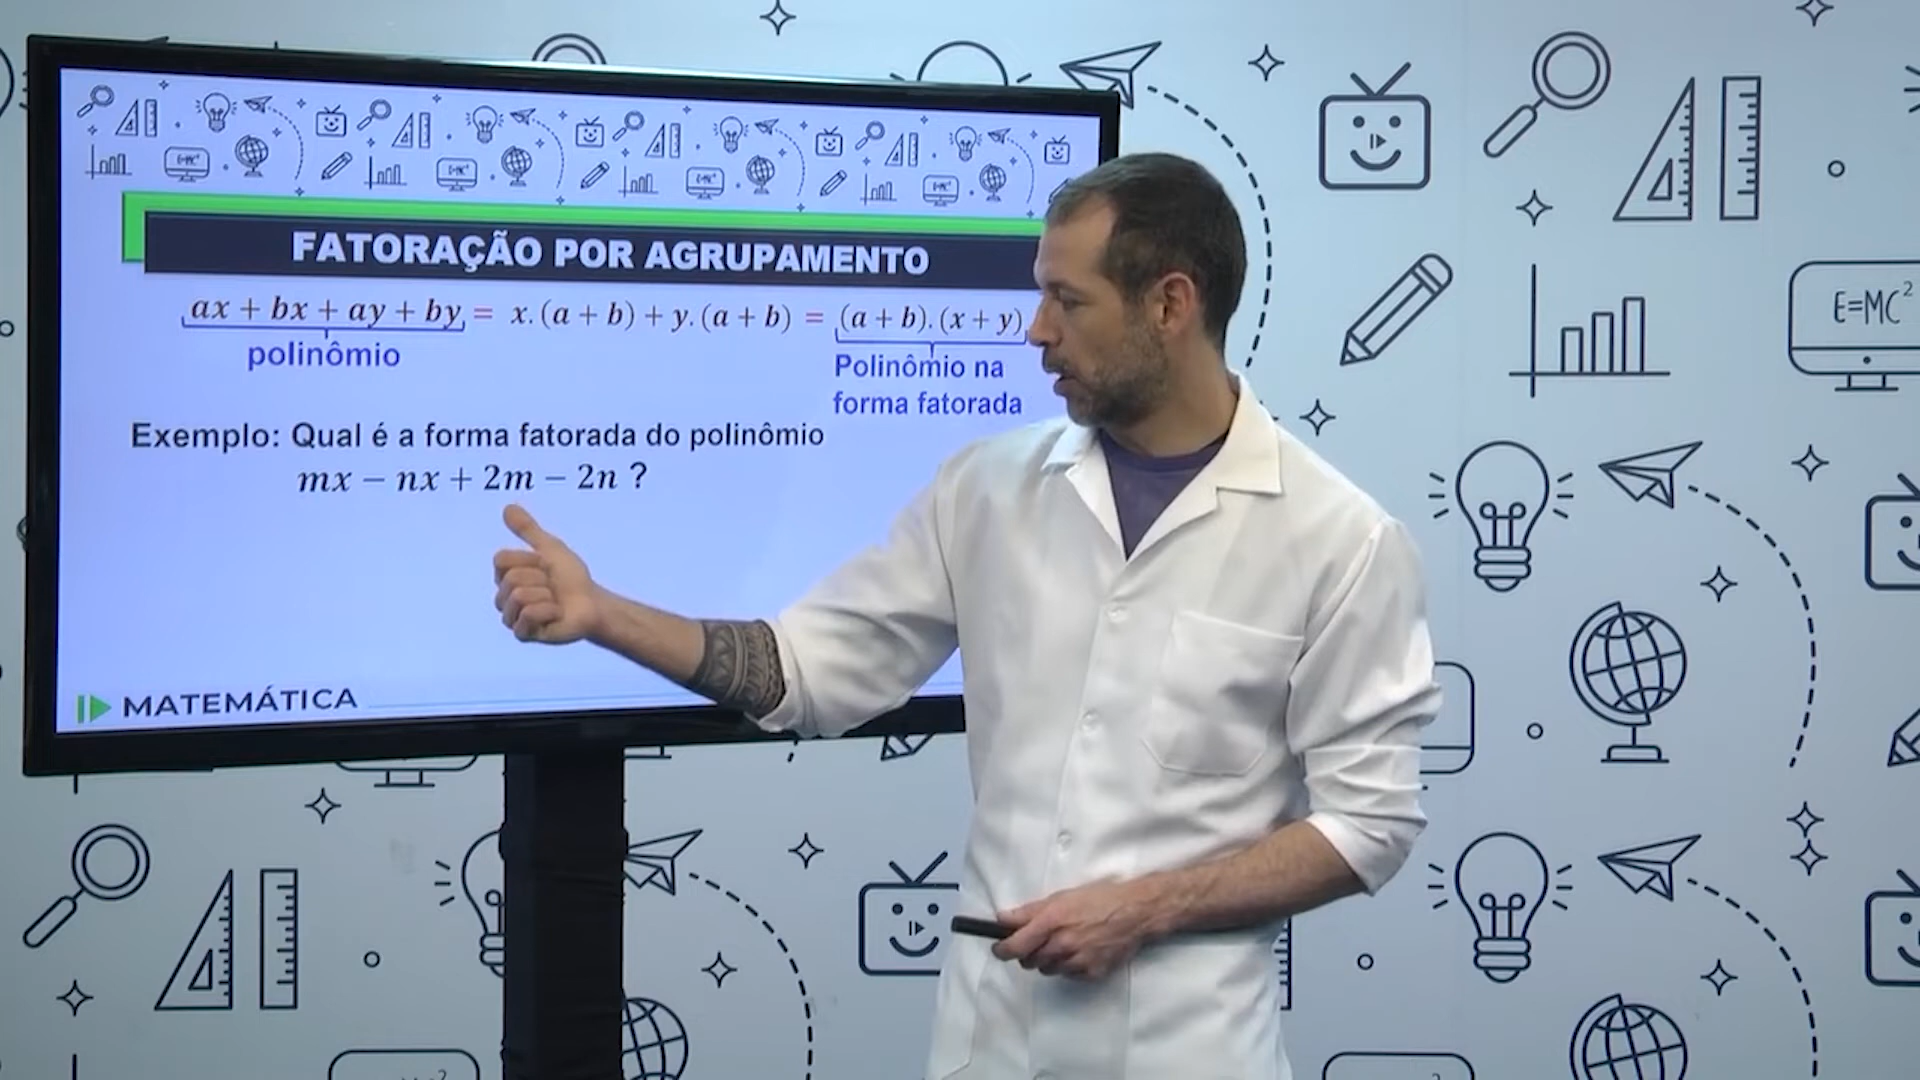 FATORAÇÃO POR AGRUPAMENTO
ax + bx + ay + by = x.(a + b) + y.(a + b) = (a + b).(x + y)
polinômio
Polinômio na
forma fatorada
Exemplo: Qual é a forma fatorada do polinômio
mx − nx + 2m − 2n ?
MATEMÁTICA
E=MC²